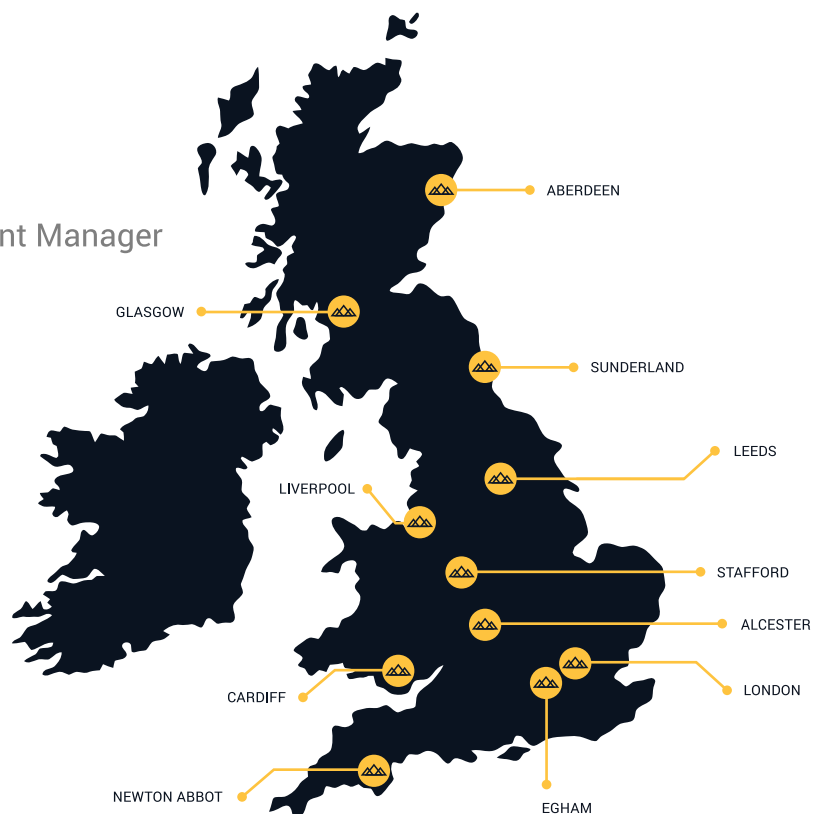 ABERDEEN
nt Manager
GLASGOW
SUNDERLAND
LEEDS
LIVERPOOL
STAFFORD
ALCESTER
LONDON
CARDIFF
NEWTON ABBOT
EGHAM